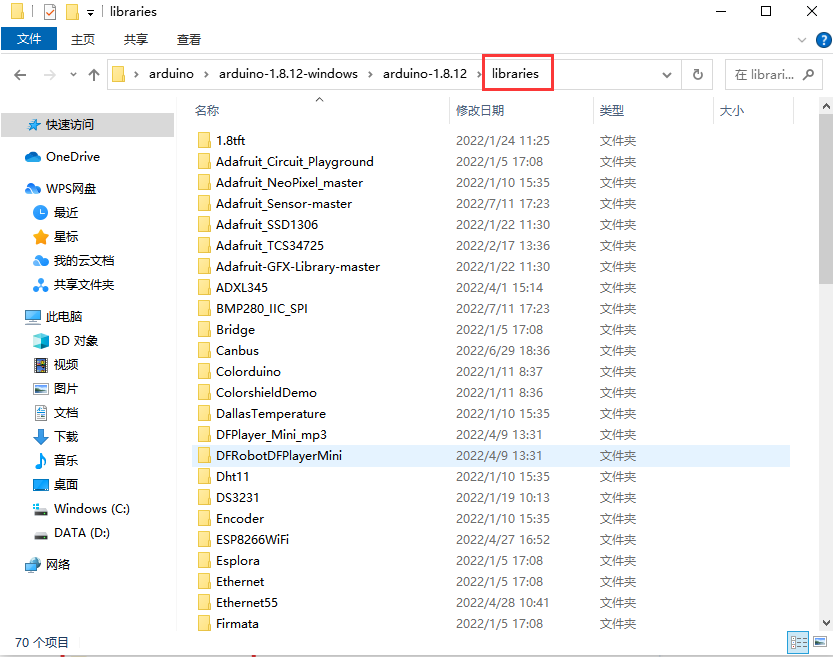 libraries
文件 主页 共享 查看
arduino › arduino-1.8.12-windows › arduino-1.8.12 › libraries
在 librari...
名称 修改日期 类型 大小
快速访问
OneDrive
WPS网盘
最近
星标
我的云文档
共享文件夹
此电脑
3D 对象
视频
图片
文档
下载
音乐
桌面
Windows (C:)
DATA (D:)
网络
1.8tft 2022/1/24 11:25 文件夹
Adafruit_Circuit_Playground 2022/1/5 17:08 文件夹
Adafruit_NeoPixel_master 2022/1/10 15:35 文件夹
Adafruit_Sensor-master 2022/7/11 17:23 文件夹
Adafruit_SSD1306 2022/1/22 11:30 文件夹
Adafruit_TCS34725 2022/2/17 13:36 文件夹
Adafruit-GFX-Library-master 2022/1/22 11:30 文件夹
ADXL345 2022/4/1 15:14 文件夹
BMP280_IIC_SPI 2022/7/11 17:23 文件夹
Bridge 2022/1/5 17:08 文件夹
Canbus 2022/6/29 18:36 文件夹
Colorduino 2022/1/11 8:37 文件夹
ColorshieldDemo 2022/1/11 8:36 文件夹
DallasTemperature 2022/1/10 15:35 文件夹
DFPlayer_Mini_mp3 2022/4/9 13:31 文件夹
DFRobotDFPlayerMini 2022/4/9 13:31 文件夹
Dht11 2022/1/10 15:35 文件夹
DS3231 2022/1/19 10:13 文件夹
Encoder 2022/1/10 15:35 文件夹
ESP8266WiFi 2022/4/27 16:52 文件夹
Esplora 2022/1/5 17:08 文件夹
Ethernet 2022/1/5 17:08 文件夹
Ethernet55 2022/4/28 10:41 文件夹
Firmata 2022/1/5 17:08 文件夹
70 个项目